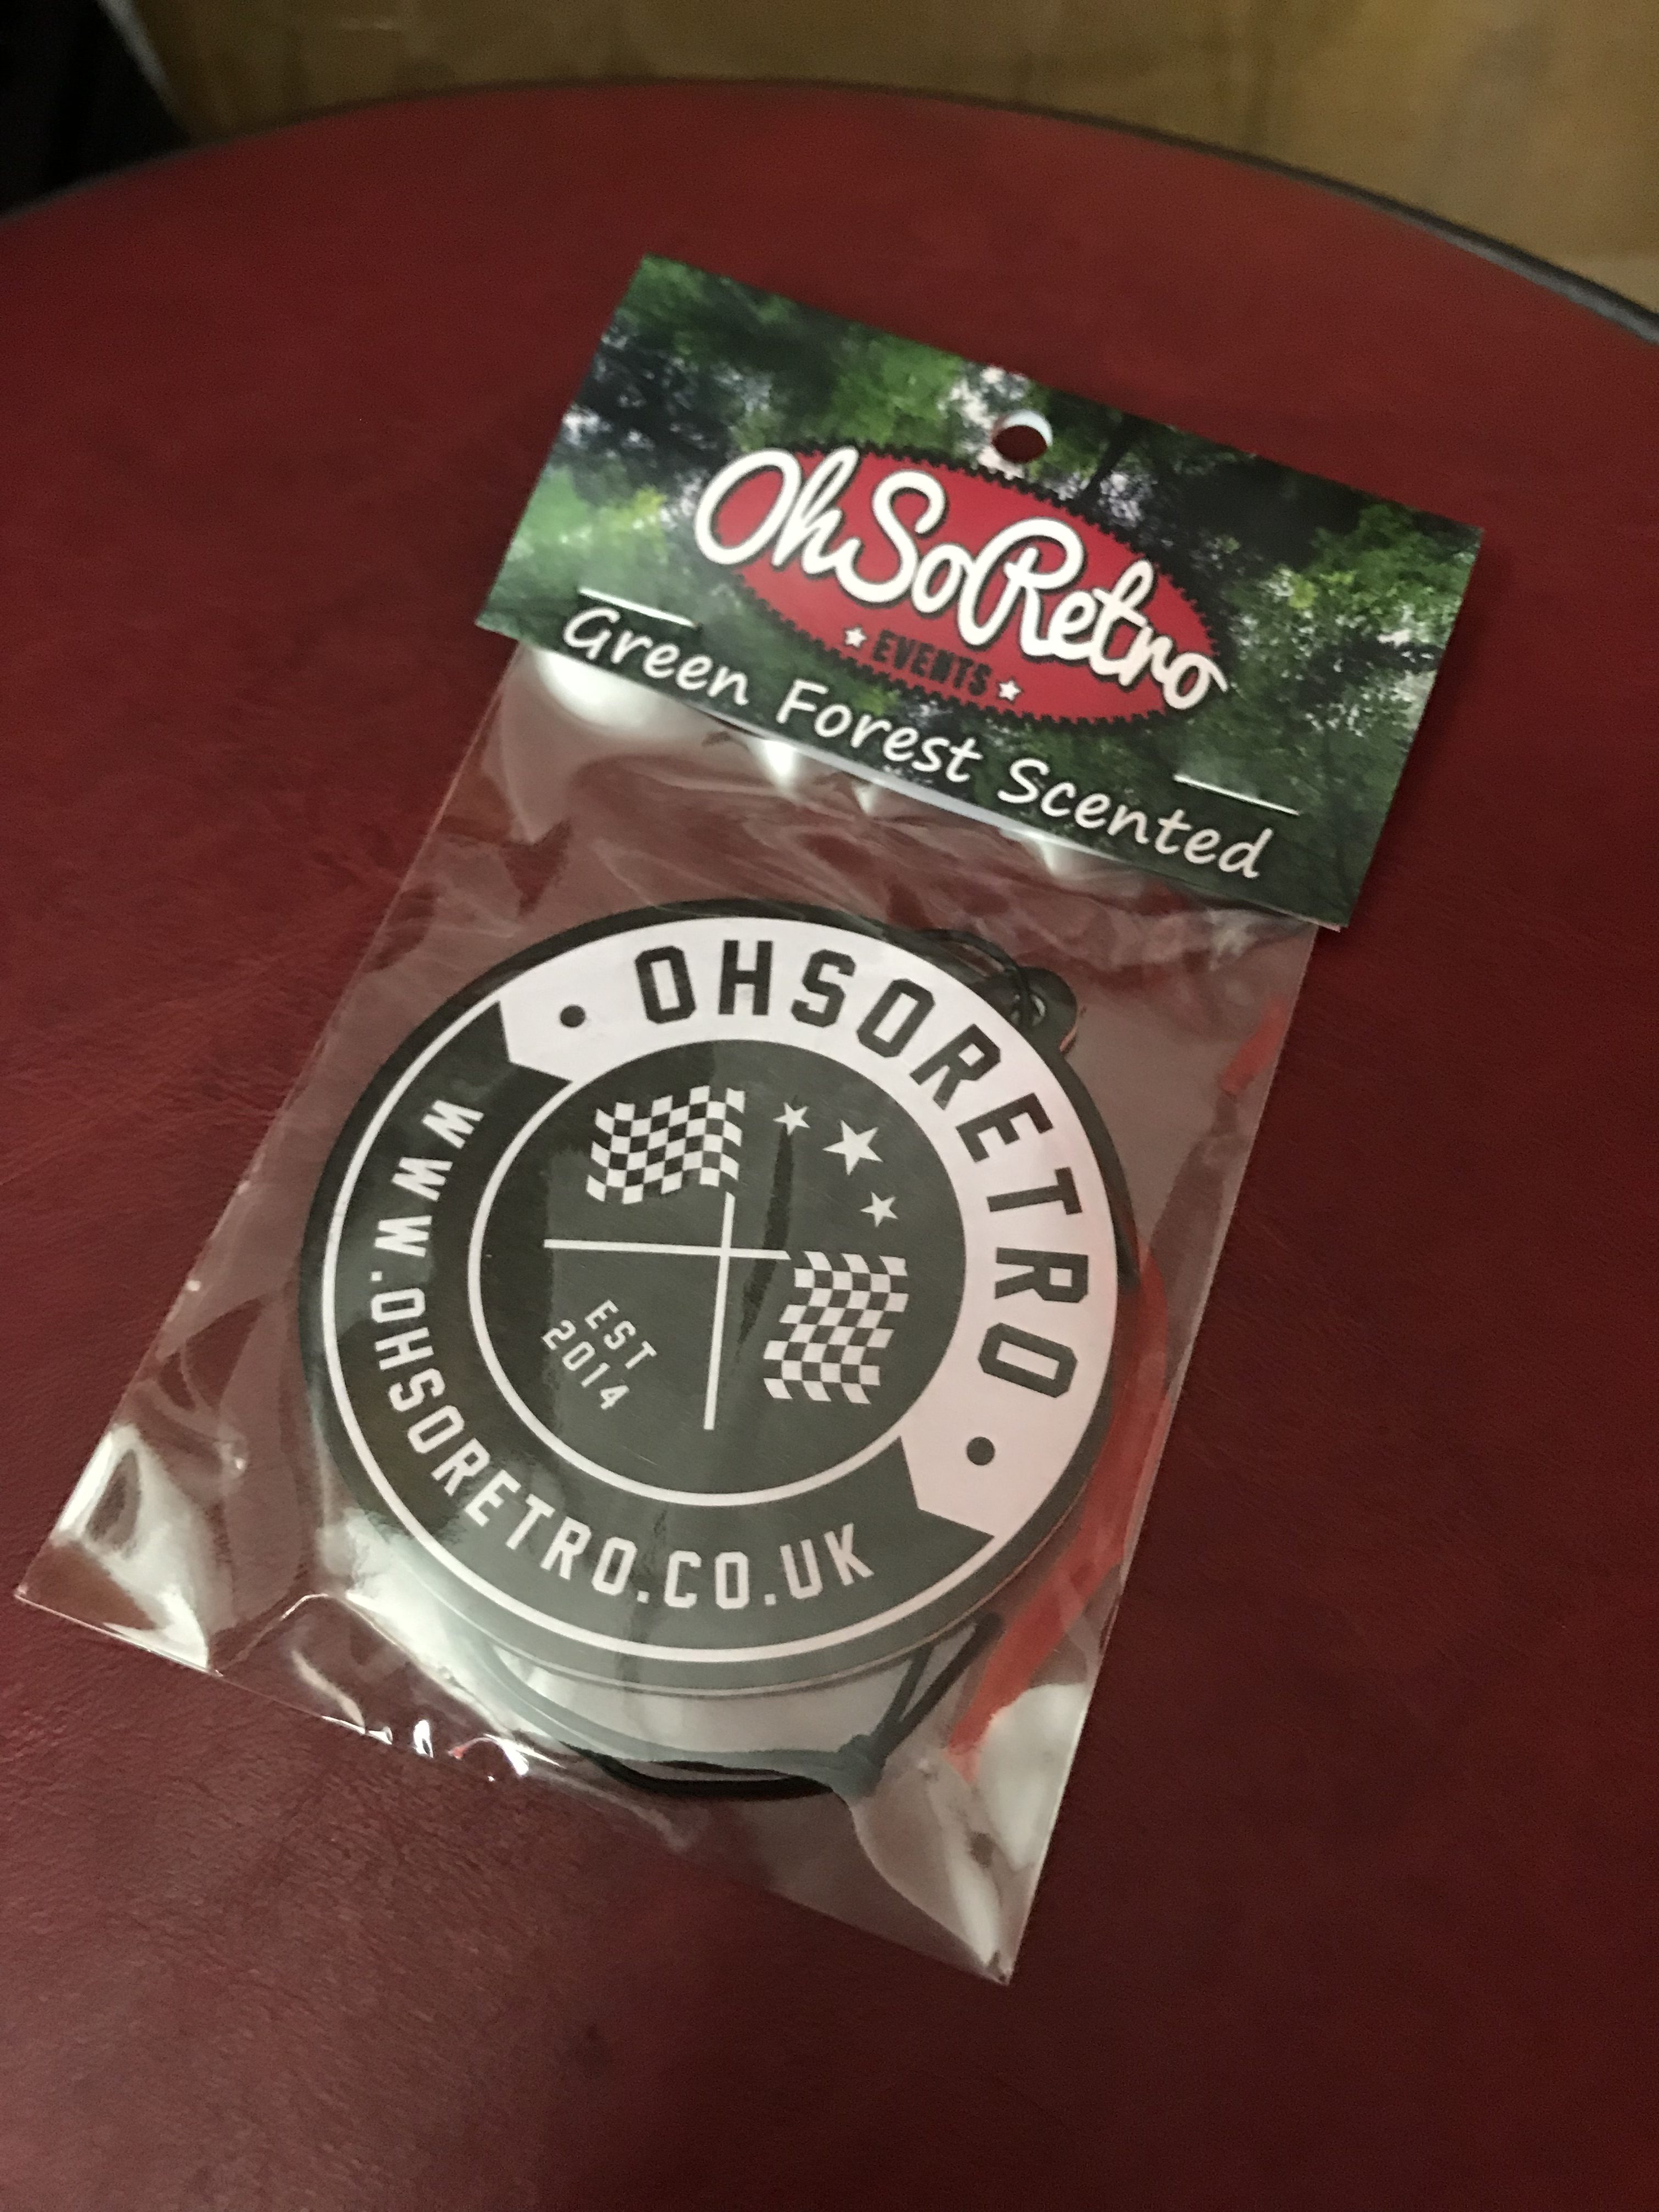 OhSoRetro
EVENTS
Green Forest Scented
OHSORETRO
EST
2014
WWW.OHSORETRO.CO.UK